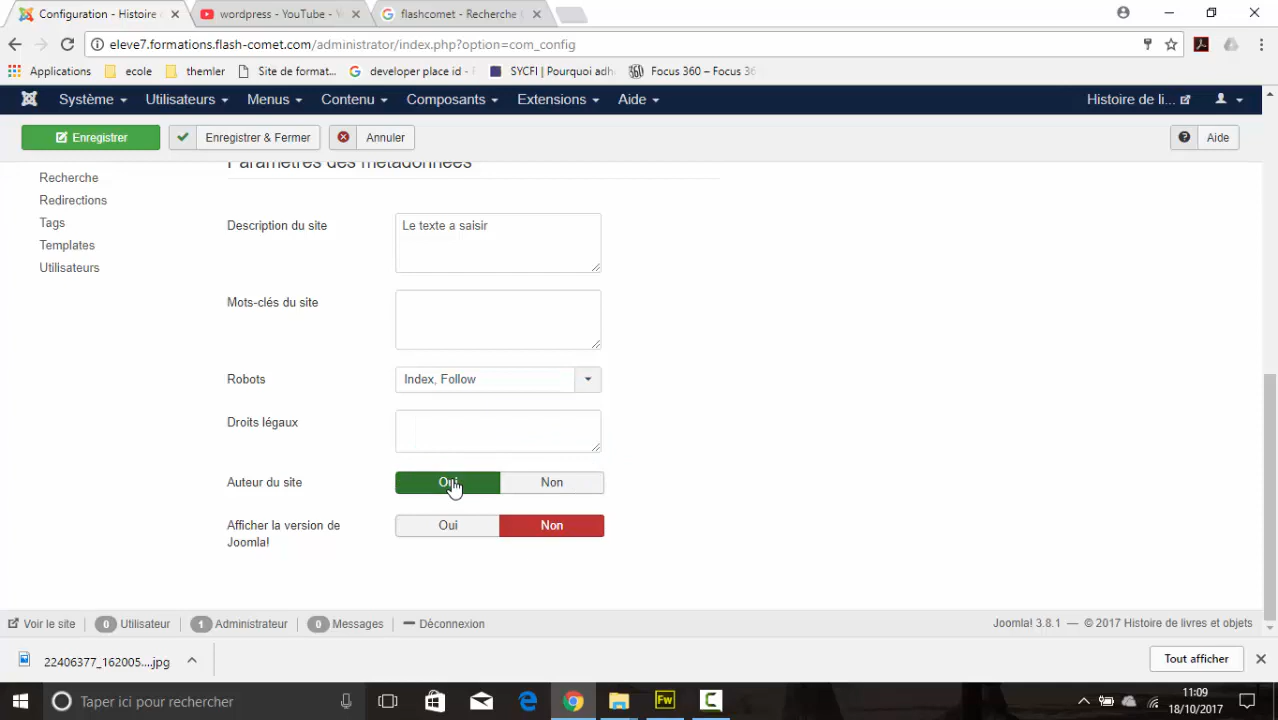 Configuration - Histoire
wordpress - YouTube -
flashcomet - Recherche
eleve7.formations.flash-comet.com/administrator/index.php?option=com_config
Applications ecole themler Site de format... developer place id - SYCFI | Pourquoi adh Focus 360 – Focus 36
Système Utilisateurs Menus Contenu Composants Extensions Aide Histoire de li...
Enregistrer Enregistrer & Fermer Annuler Aide
Paramètres des métadonnées
Recherche
Redirections
Tags
Templates
Utilisateurs
Description du site Le texte a saisir
Mots-clés du site
Robots Index, Follow
Droits légaux
Auteur du site Oui Non
Afficher la version de Oui Non
Joomla!
Voir le site 0 Utilisateur 1 Administrateur 0 Messages Déconnexion Joomla! 3.8.1 — © 2017 Histoire de livres et objets
22406377_162005....jpg Tout afficher
Taper ici pour rechercher Fw 11:09
18/10/2017